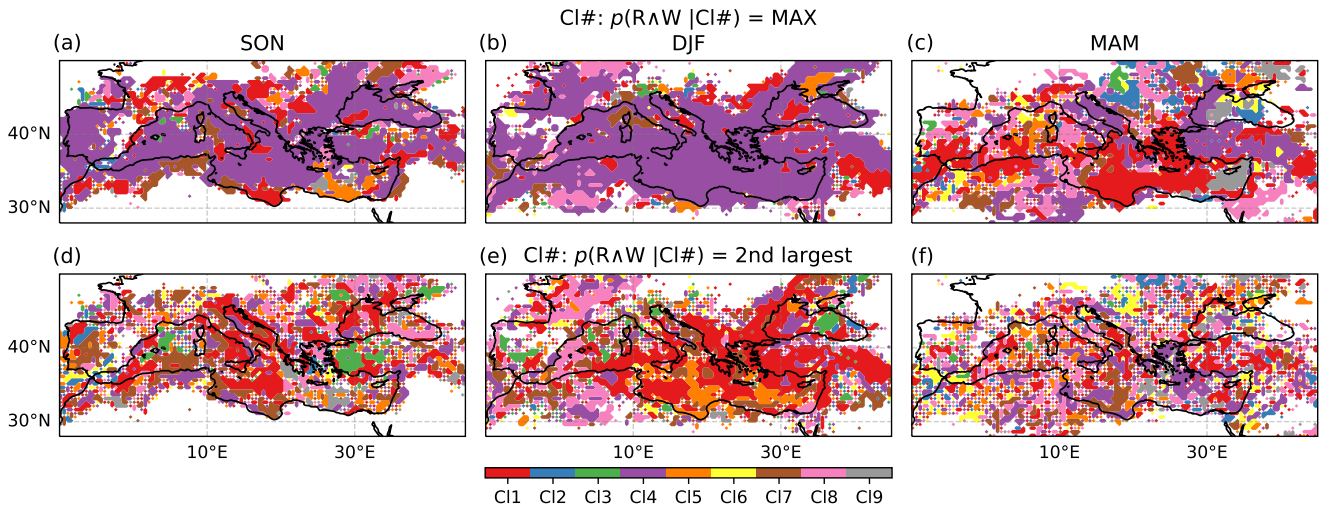 Cl#: p(R∧W |Cl#) = MAX
(a) SON
(b) DJF
(c) MAM
40°N
30°N
Cl#: p(R∧W |Cl#) = 2nd largest
(d)
(e)
(f)
40°N
30°N
10°E 30°E
10°E 30°E
10°E 30°E
Cl1 Cl2 Cl3 Cl4 Cl5 Cl6 Cl7 Cl8 Cl9